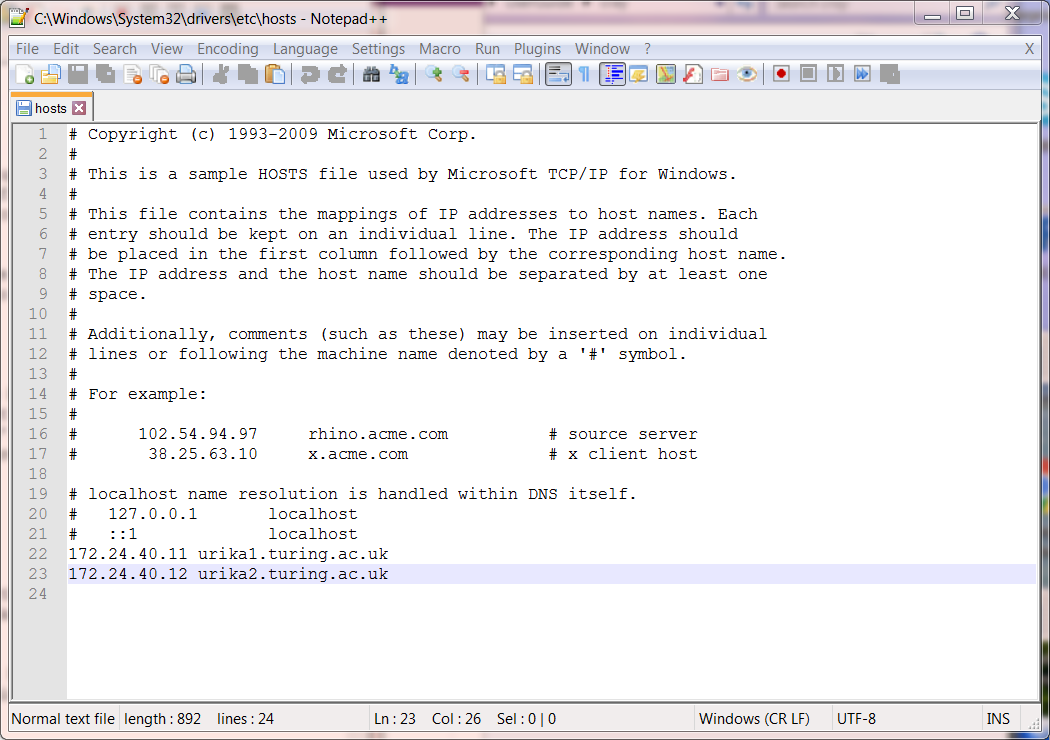 C:\Windows\System32\drivers\etc\hosts - Notepad++
File Edit Search View Encoding Language Settings Macro Run Plugins Window ? X
hosts
1 # Copyright (c) 1993-2009 Microsoft Corp.
2 #
3 # This is a sample HOSTS file used by Microsoft TCP/IP for Windows.
4 #
5 # This file contains the mappings of IP addresses to host names. Each
6 # entry should be kept on an individual line. The IP address should
7 # be placed in the first column followed by the corresponding host name.
8 # The IP address and the host name should be separated by at least one
9 # space.
10 #
11 # Additionally, comments (such as these) may be inserted on individual
12 # lines or following the machine name denoted by a '#' symbol.
13 #
14 # For example:
15 #
16 #      102.54.94.97     rhino.acme.com          # source server
17 #       38.25.63.10     x.acme.com              # x client host
18
19 # localhost name resolution is handled within DNS itself.
20 #   127.0.0.1       localhost
21 #   ::1             localhost
22 172.24.40.11 urika1.turing.ac.uk
23 172.24.40.12 urika2.turing.ac.uk
24
Normal text file length : 892 lines : 24 Ln : 23 Col : 26 Sel : 0 | 0 Windows (CR LF) UTF-8 INS